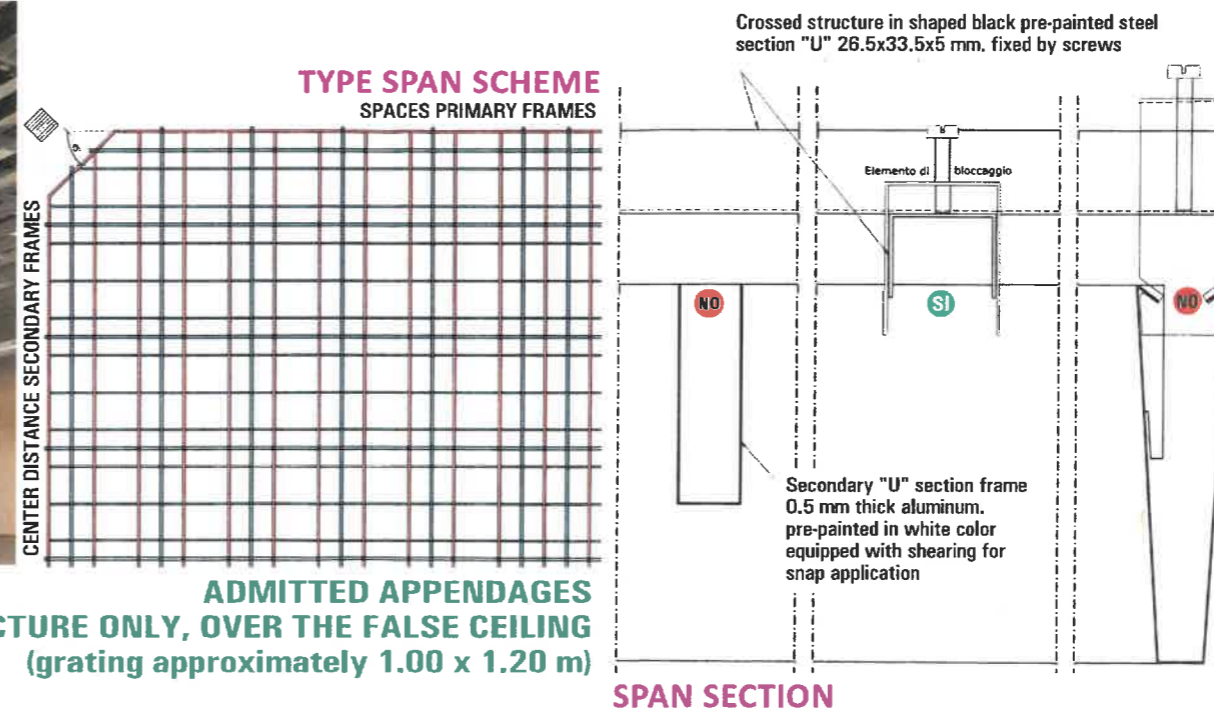 Crossed structure in shaped black pre-painted steel
section "U" 26.5x33.5x5 mm. fixed by screws
TYPE SPAN SCHEME
SPACES PRIMARY FRAMES
CENTER DISTANCE SECONDARY FRAMES
Elemento di bloccaggio
NO
SI
NO
Secondary "U" section frame
0.5 mm thick aluminum.
pre-painted in white color
equipped with shearing for
snap application
ADMITTED APPENDAGES
CTURE ONLY, OVER THE FALSE CEILING
(grating approximately 1.00 x 1.20 m)
SPAN SECTION